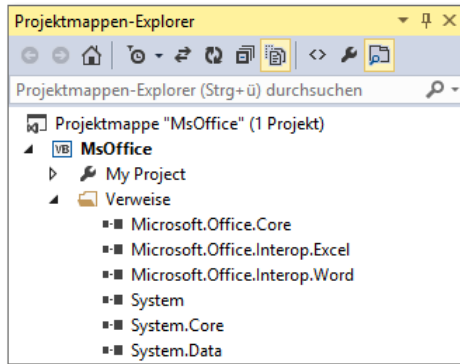 Projektmappen-Explorer
Projektmappen-Explorer (Strg+ü) durchsuchen
Projektmappe "MsOffice" (1 Projekt)
VB MsOffice
My Project
Verweise
Microsoft.Office.Core
Microsoft.Office.Interop.Excel
Microsoft.Office.Interop.Word
System
System.Core
System.Data